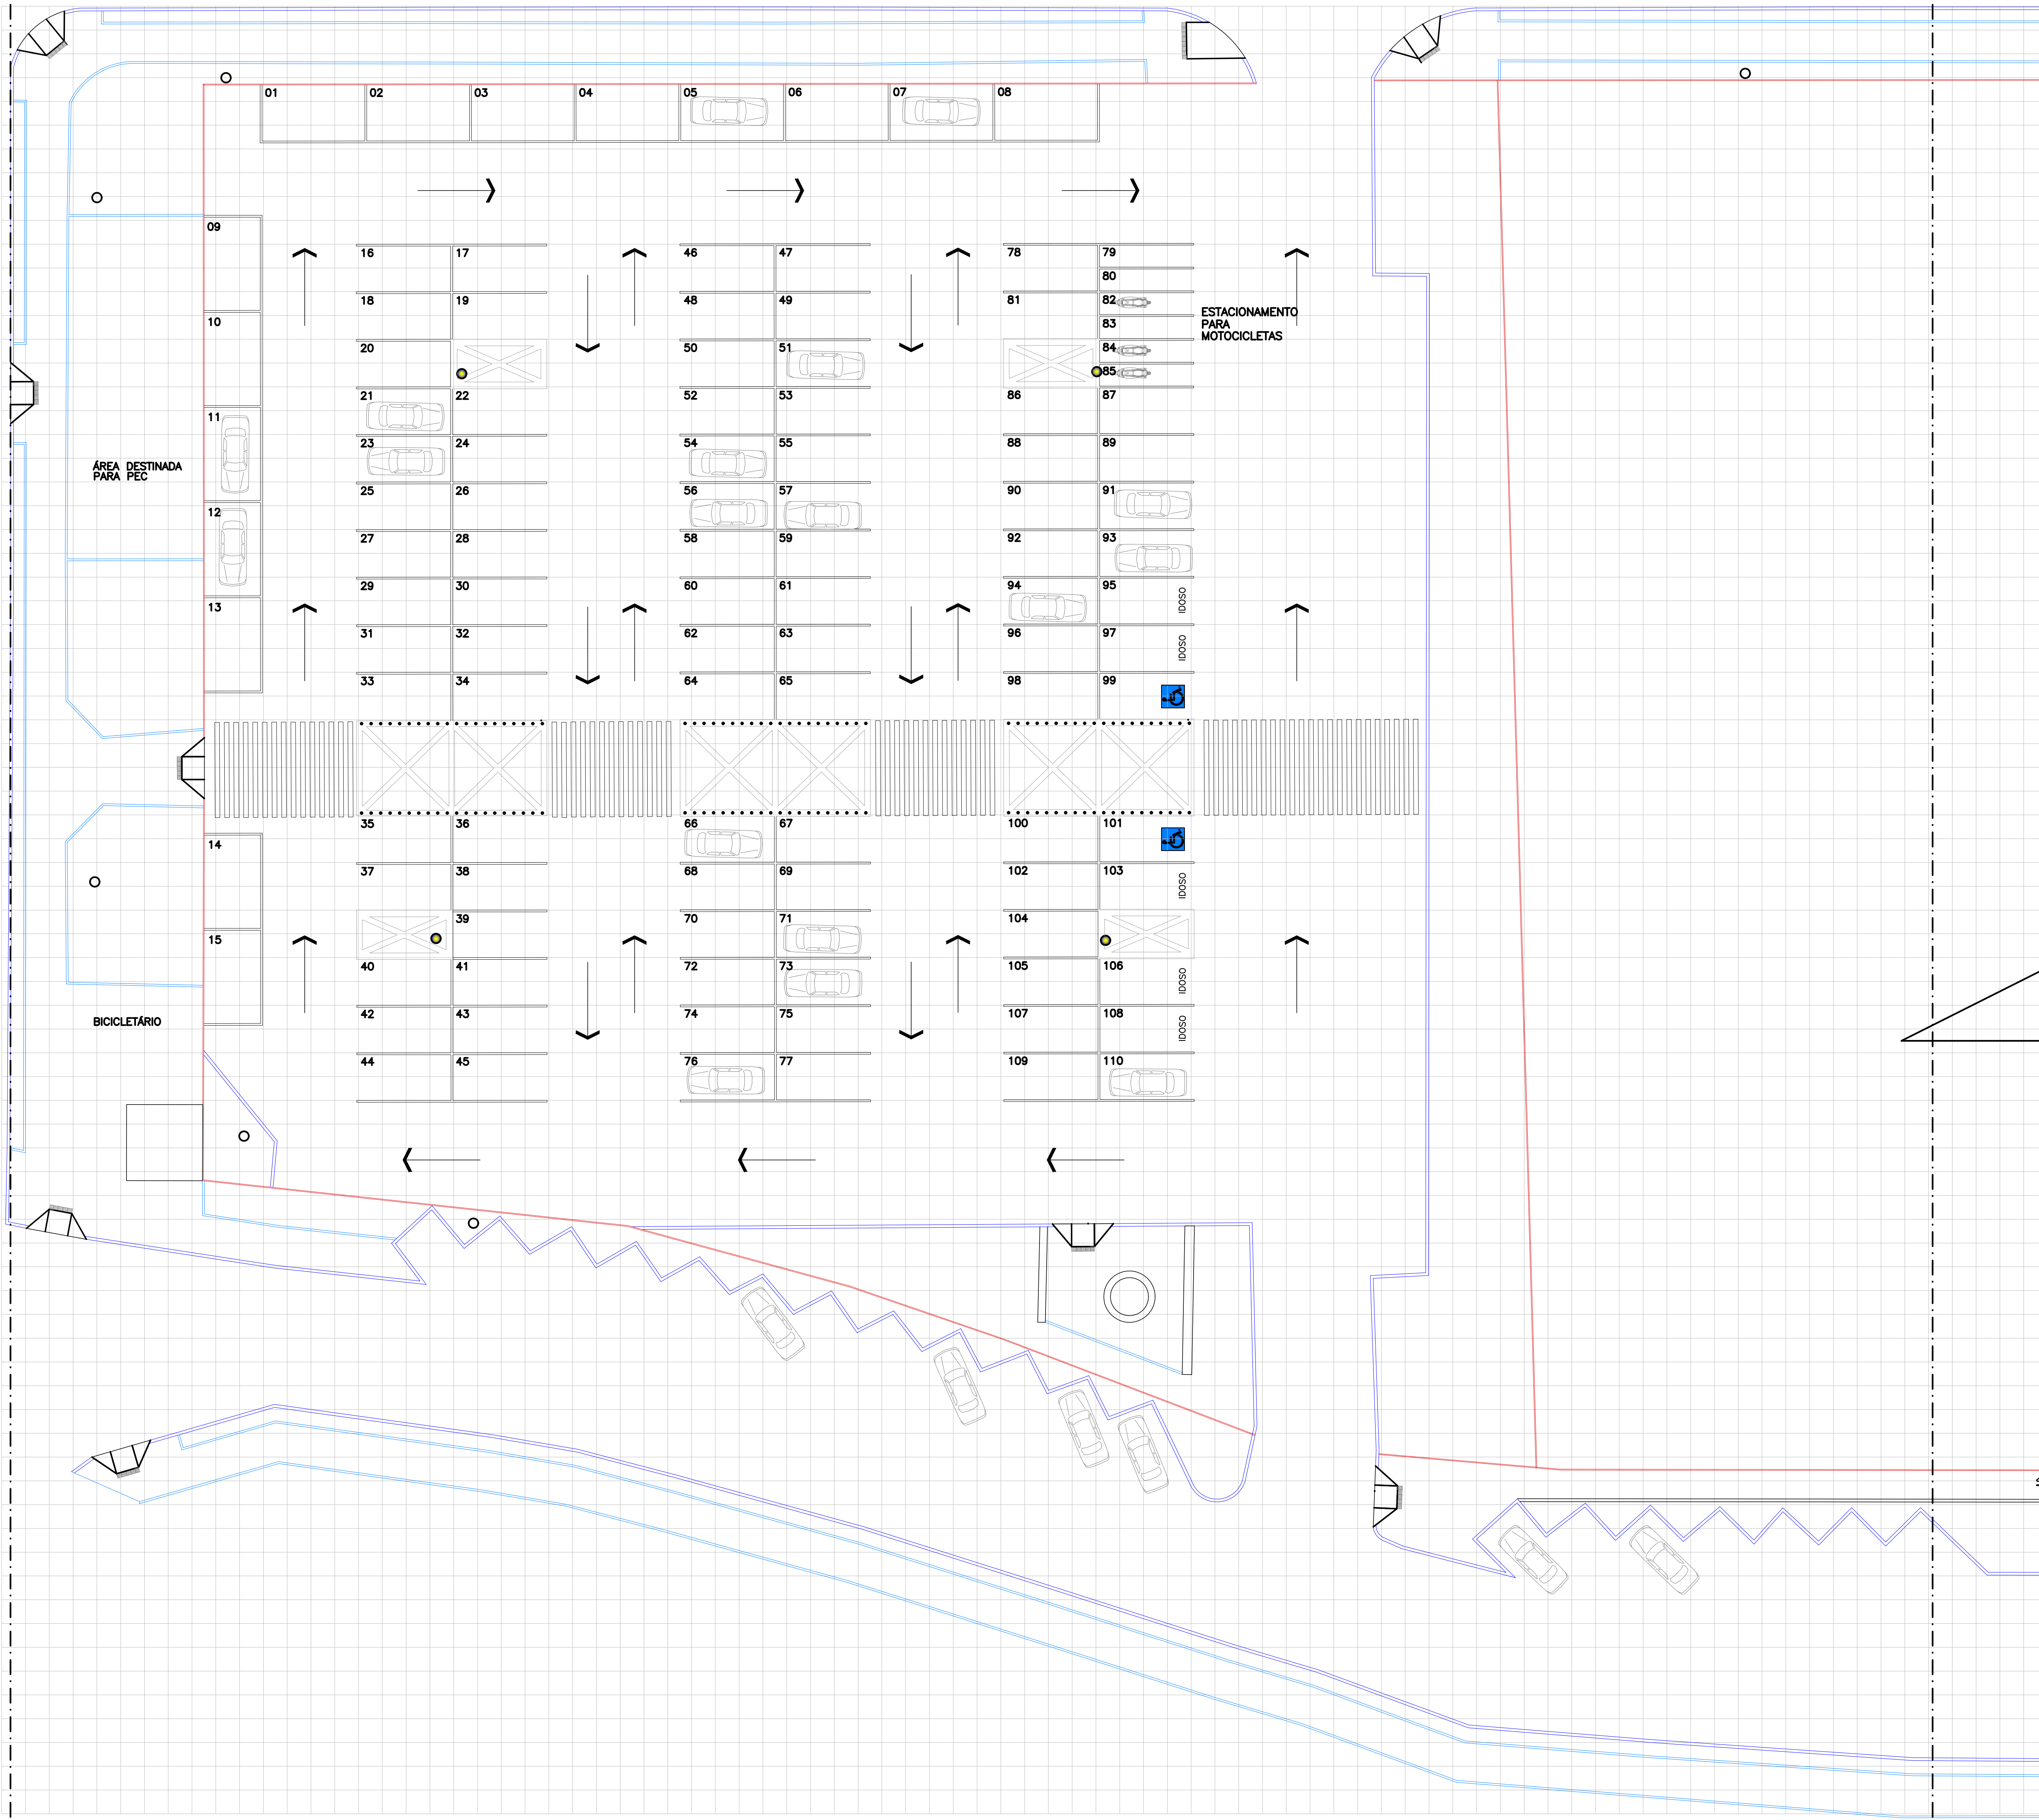 01 02 03 04 05 06 07 08
09
16 17 46 47 78 79
80
18 19 48 49 81 82
ESTACIONAMENTO
PARA
MOTOCICLETAS
10 83
20 50 51 84
85
21 22 52 53 86 87
11
23 24 54 55 88 89
ÁREA DESTINADA
PARA PEC
25 26 56 57 90 91
12
27 28 58 59 92 93
29 30 60 61 94 95 IDOSO
13
31 32 62 63 96 97 IDOSO
33 34 64 65 98 99
35 36 66 67 100 101
14
37 38 68 69 102 103 IDOSO
39 70 71 104
15
40 41 72 73 105 106 IDOSO
42 43 74 75 107 108 IDOSO
BICICLETÁRIO
44 45 76 77 109 110